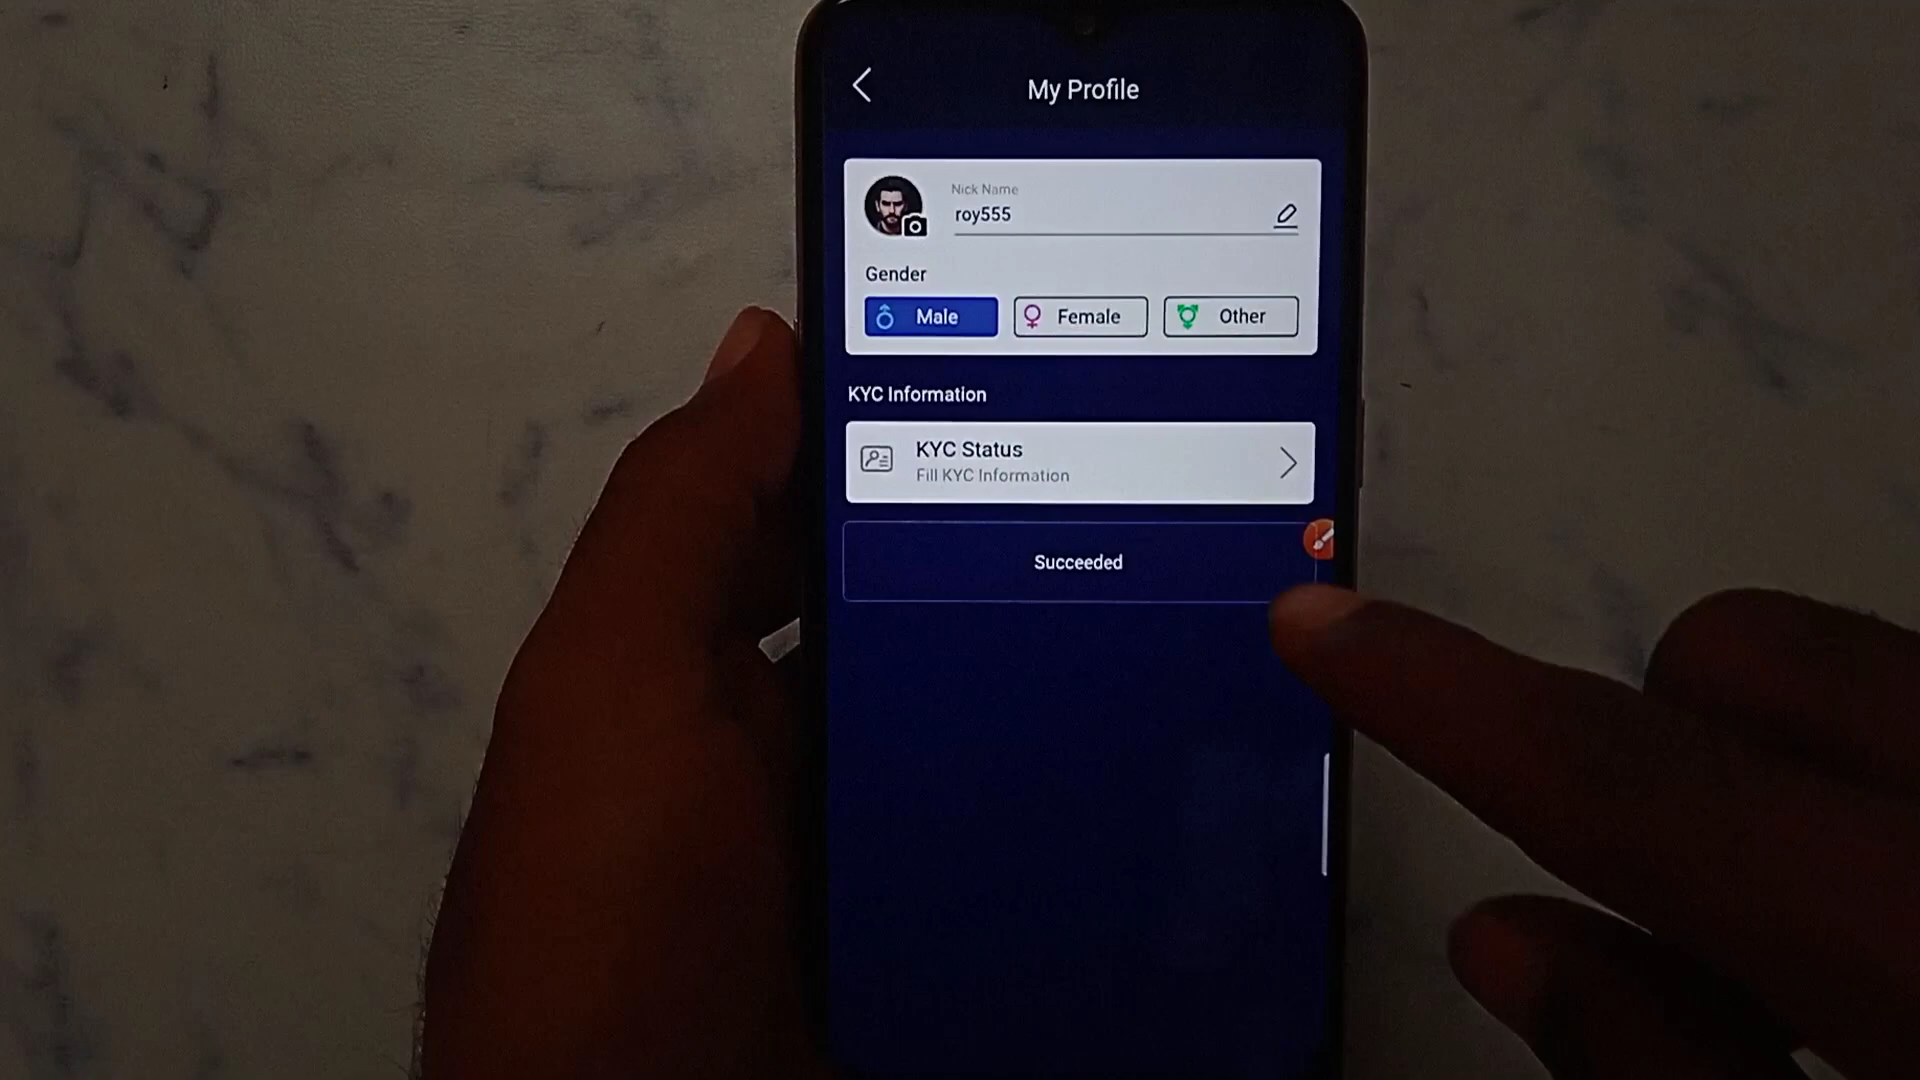 My Profile
Nick Name
roy555
Gender
Male Female Other
KYC Information
KYC Status
Fill KYC Information
Succeeded